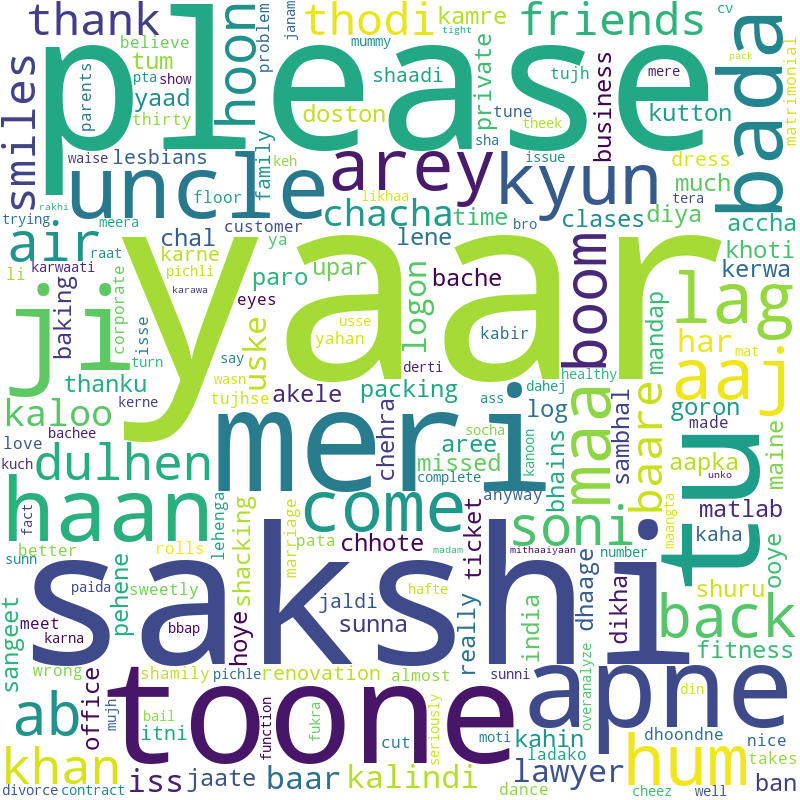 thank
please
thodi
friends
bada
cv
hoon
problem
janam
mummy
tight
kamre
believe
tum
pta
show
parents
thirty
yaad
smiles
shaadi
doston
private
tujh
tune
theek
business
mere
kutton
pack
matrimonial
waise
lesbians
family
keh
sha
issue
dress
uncle
arey
kyun
much
tera
rakhi
trying
meera
floor
likhaa
chacha
time
bro
clases
diya
accha
air
chal
customer
raat
karne
ya
lene
khoti
li
karwaati
pichli
paro
upar
bache
kerwa
karawa
eyes
logon
boom
mandap
yaar
lag
ji
corporate
isse
baking
uske
usse
yahan
kabir
har
mat
turn
say
derti
healthy
aaj
thanku
wasn
tujhse
akele
packing
ass
dahej
maa
baare
kaloo
kerne
log
goron
made
meri
chehra
socha
kanoon
sambhal
love
bachee
aree
maine
kuch
dulhen
missed
bhains
aapka
complete
anyway
unko
haan
fact
lehenga
come
soni
maangta
matlab
tu
better
rolls
marriage
pata
chhote
ticket
number
kaha
ooye
sunn
madam
mithaaiyaan
shacking
sakshi
paida
sweetly
jaldi
hafte
dhaage
shuru
pehene
really
india
dikha
back
sangeet
meet
karna
bbap
hoye
sunna
fitness
wrong
shamily
pichle
renovation
almost
sunni
overanalyze
toone
apne
din
ab
office
mujh
bail
itni
function
fukra
cut
seriously
moti
kahin
dhoondne
nice
ladako
khan
iss
jaate
baar
kalindi
lawyer
hum
takes
ban
divorce
contract
dance
cheez
well